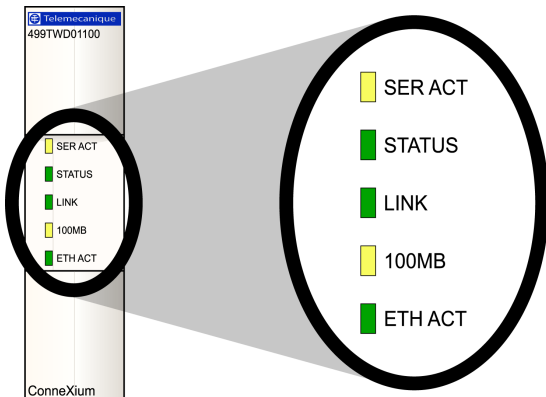 Telemecanique
499TWD01100
SER ACT
STATUS
LINK
100MB
ETH ACT
ConneXium
SER ACT
STATUS
LINK
100MB
ETH ACT